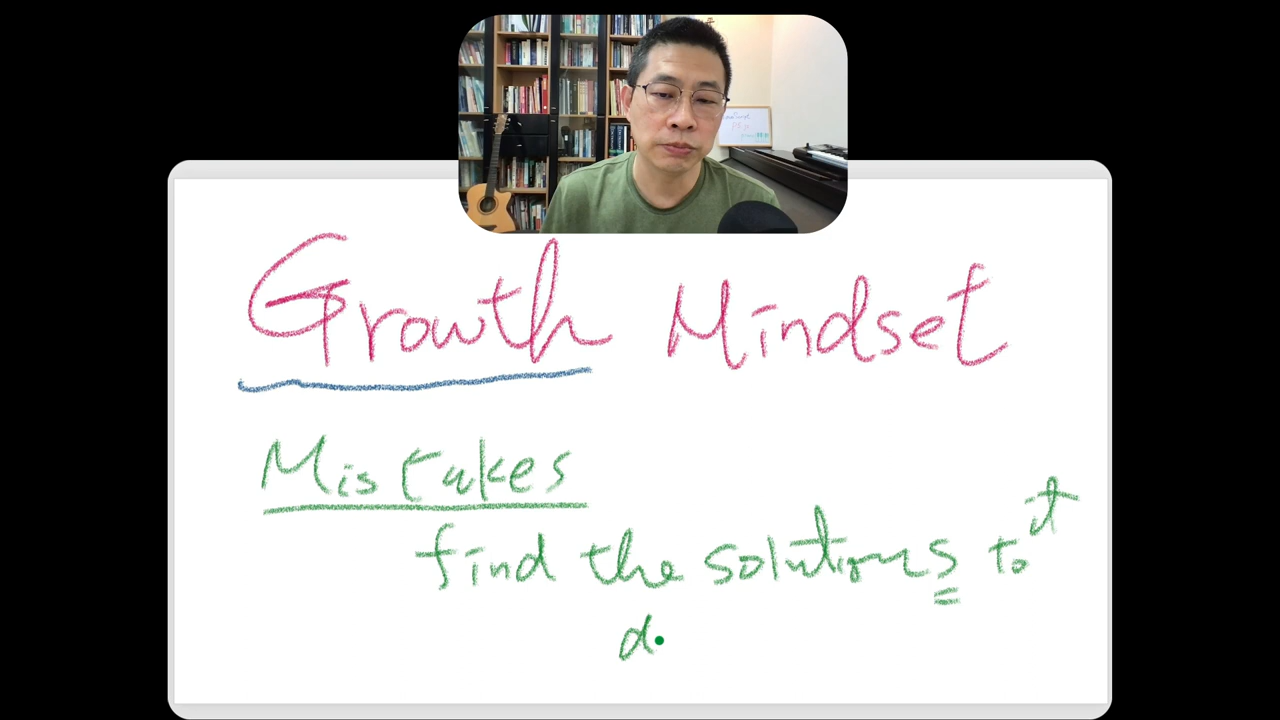 Growth Mindset
Mistakes
find the solutions to it
d